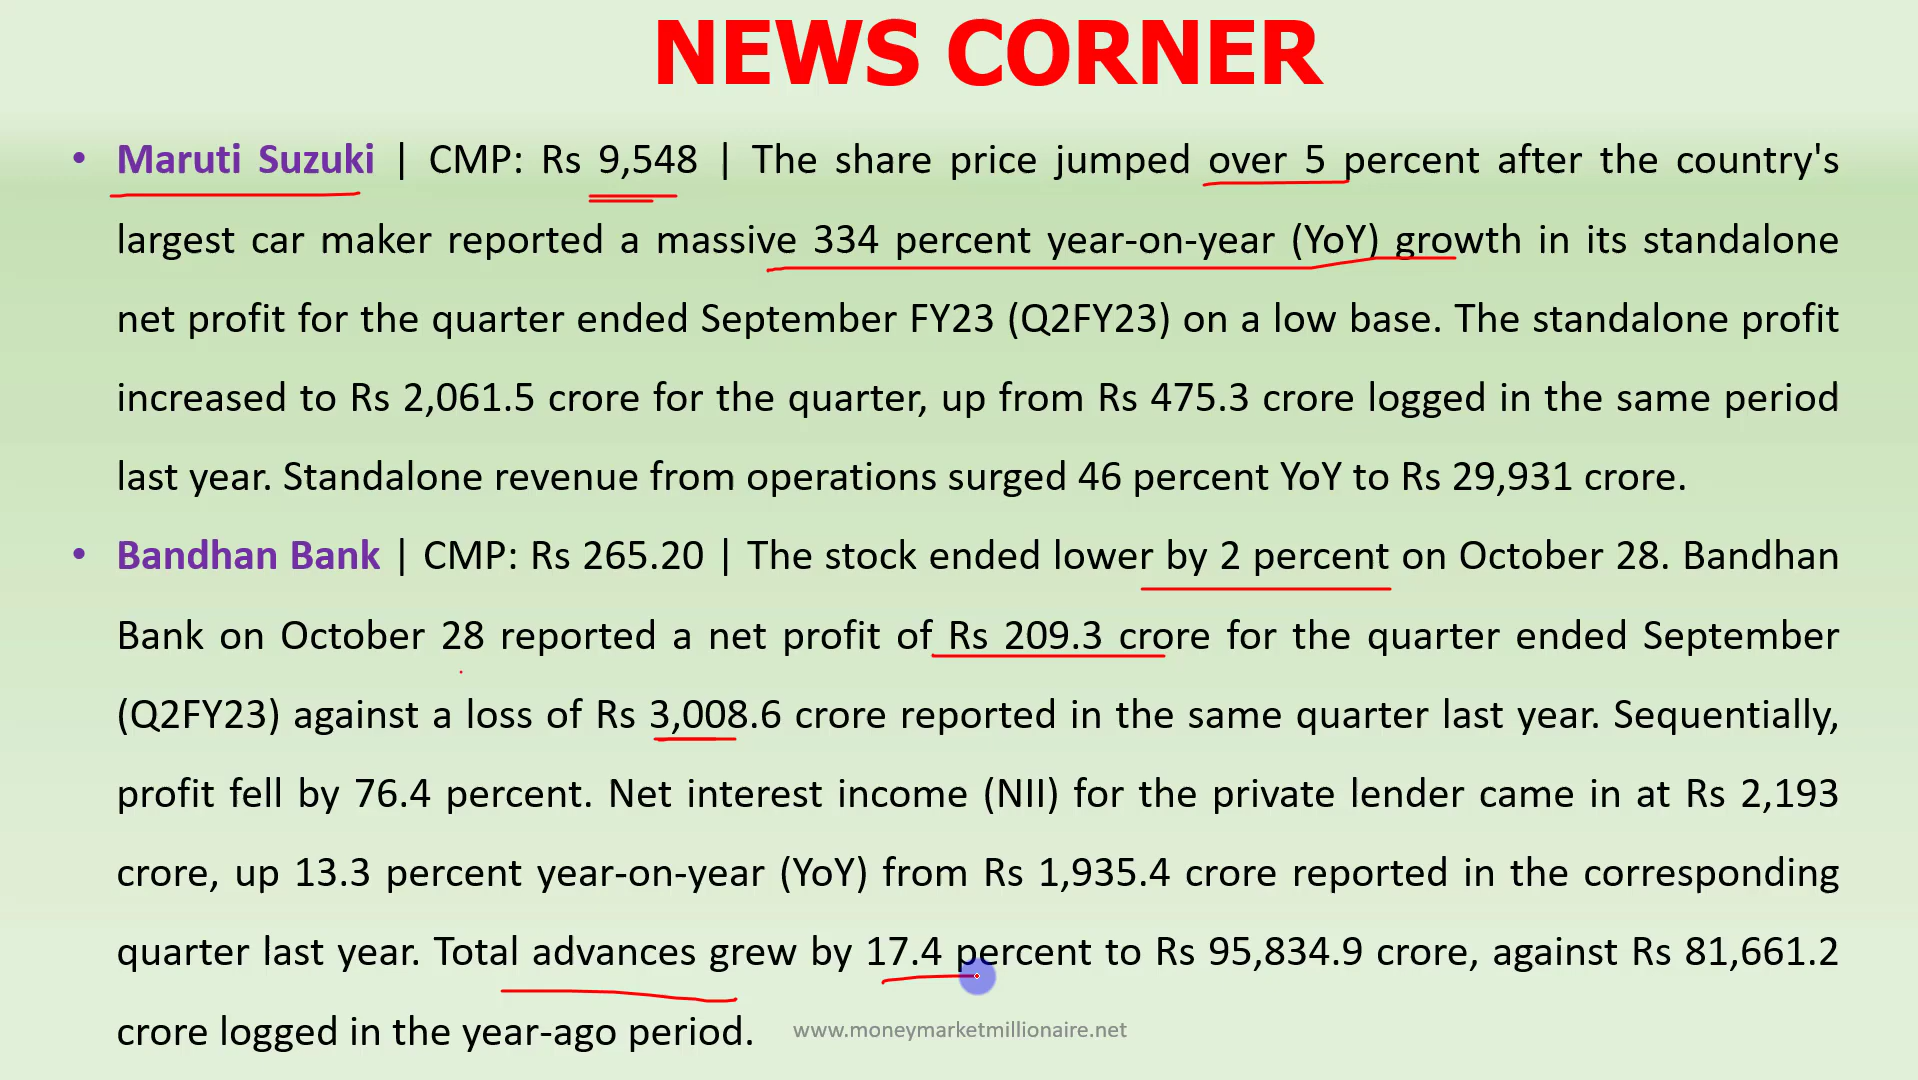 NEWS CORNER
• Maruti Suzuki | CMP: Rs 9,548 | The share price jumped over 5 percent after the country's
largest car maker reported a massive 334 percent year-on-year (YoY) growth in its standalone
net profit for the quarter ended September FY23 (Q2FY23) on a low base. The standalone profit
increased to Rs 2,061.5 crore for the quarter, up from Rs 475.3 crore logged in the same period
last year. Standalone revenue from operations surged 46 percent YoY to Rs 29,931 crore.
• Bandhan Bank | CMP: Rs 265.20 | The stock ended lower by 2 percent on October 28. Bandhan
Bank on October 28 reported a net profit of Rs 209.3 crore for the quarter ended September
(Q2FY23) against a loss of Rs 3,008.6 crore reported in the same quarter last year. Sequentially,
profit fell by 76.4 percent. Net interest income (NII) for the private lender came in at Rs 2,193
crore, up 13.3 percent year-on-year (YoY) from Rs 1,935.4 crore reported in the corresponding
quarter last year. Total advances grew by 17.4 percent to Rs 95,834.9 crore, against Rs 81,661.2
crore logged in the year-ago period.
www.moneymarketmillionaire.net